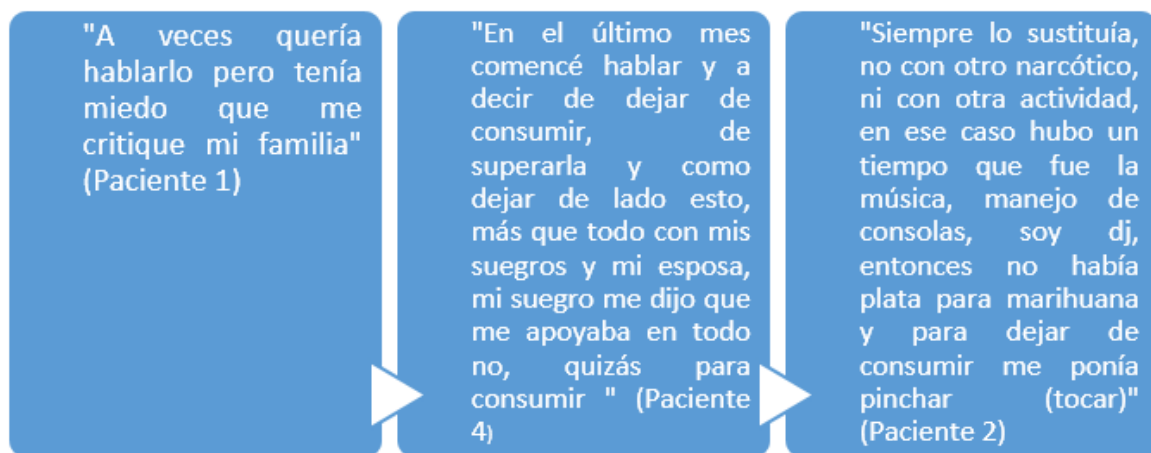 "A veces quería
hablarlo pero tenía
miedo que me
critique mi familia"
(Paciente 1)
"En el último mes
comencé hablar y a
decir de dejar de
consumir, de
superarla y como
dejar de lado esto,
más que todo con mis
suegros y mi esposa,
mi suegro me dijo que
me apoyaba en todo
no, quizás para
consumir " (Paciente
4)
"Siempre lo sustituía,
no con otro narcótico,
ni con otra actividad,
en ese caso hubo un
tiempo que fue la
música, manejo de
consolas, soy dj,
entonces no había
plata para marihuana
y para dejar de
consumir me ponía
pinchar (tocar)"
(Paciente 2)